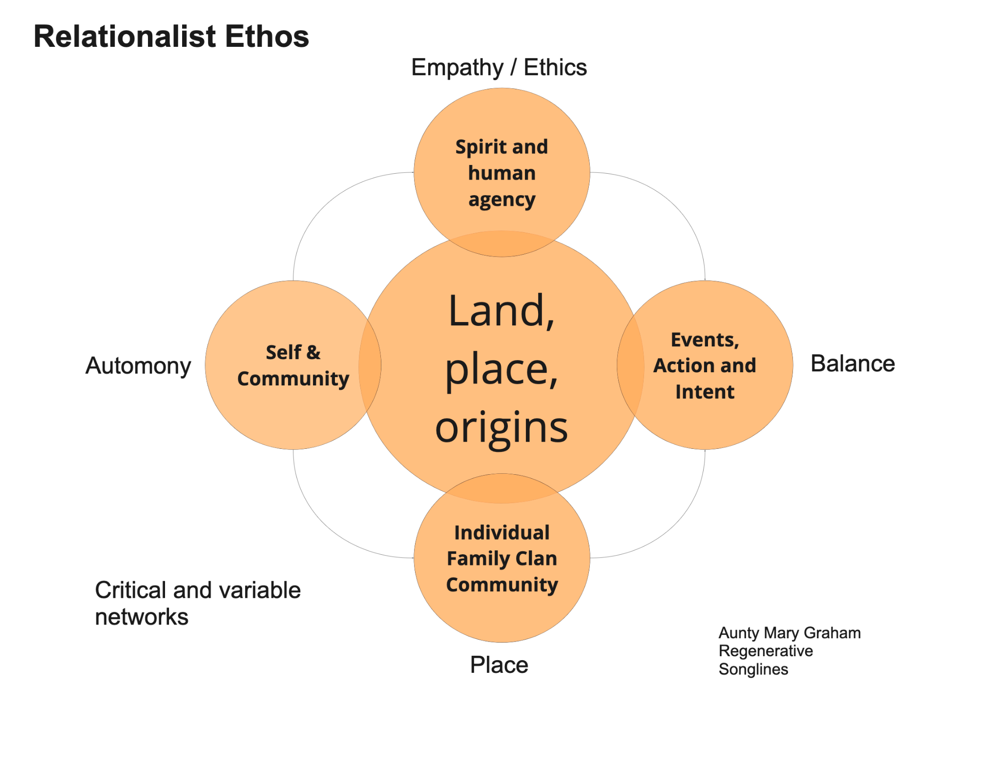 Relationalist Ethos
Empathy / Ethics
Spirit and
human
agency
Automony
Self &
Community
Land,
place,
origins
Events,
Action and
Intent
Balance
Individual
Family Clan
Community
Place
Critical and variable
networks
Aunty Mary Graham
Regenerative
Songlines